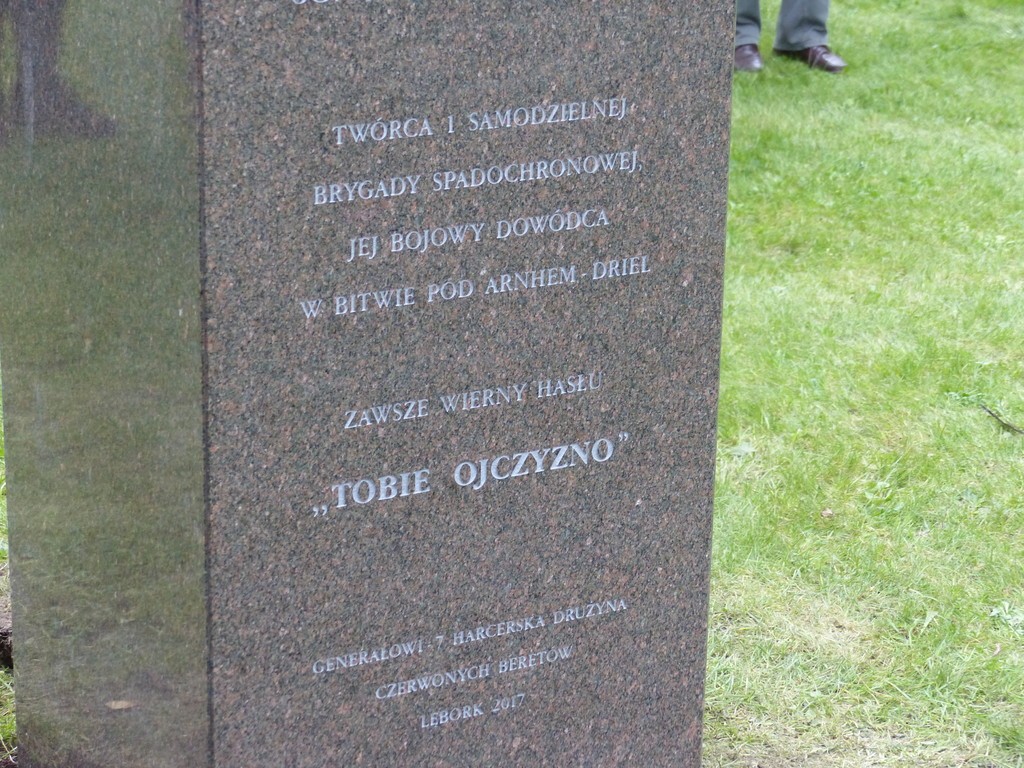 TWÓRCA 1 SAMODZIELNEJ
BRYGADY SPADOCHRONOWEJ,
JEJ BOJOWY DOWÓDCA
W BITWIE POD ARNHEM-DRIEL
ZAWSZE WIERNY HASŁU
„TOBIE OJCZYZNO”
GENERAŁOWI - 7 HARCERSKA DRUŻYNA
CZERWONYCH BERETÓW
LĘBORK 2017